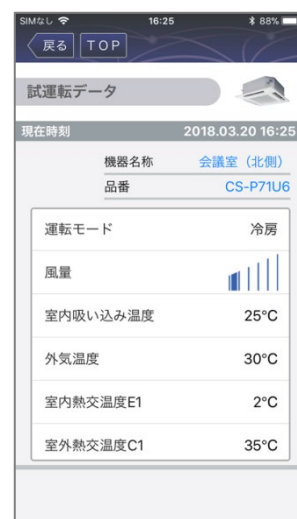 SIMなし 16:25 88%
戻る TOP
試運転データ
現在時刻 2018.03.20 16:25
機器名称 会議室（北側）
品番 CS-P71U6
運転モード 冷房
風量
室内吸い込み温度 25°C
外気温度 30°C
室内熱交温度E1 2°C
室外熱交温度C1 35°C